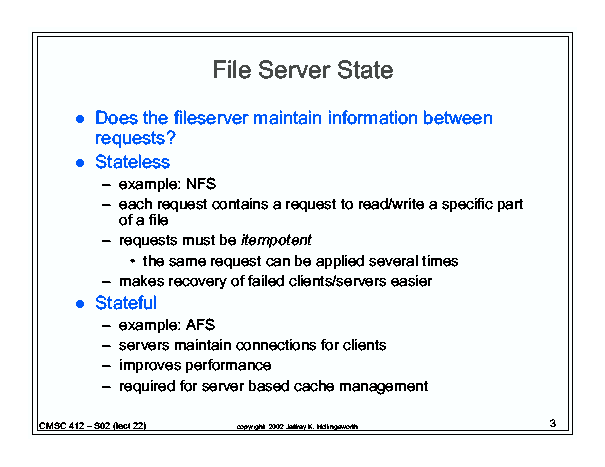 File Server State
● Does the fileserver maintain information between
requests?
● Stateless
– example: NFS
– each request contains a request to read/write a specific part
of a file
– requests must be itempotent
• the same request can be applied several times
– makes recovery of failed clients/servers easier
● Stateful
– example: AFS
– servers maintain connections for clients
– improves performance
– required for server based cache management
CMSC 412 – S02 (lect 22)
copyright 2002 Jeffrey K. Hollingsworth
3